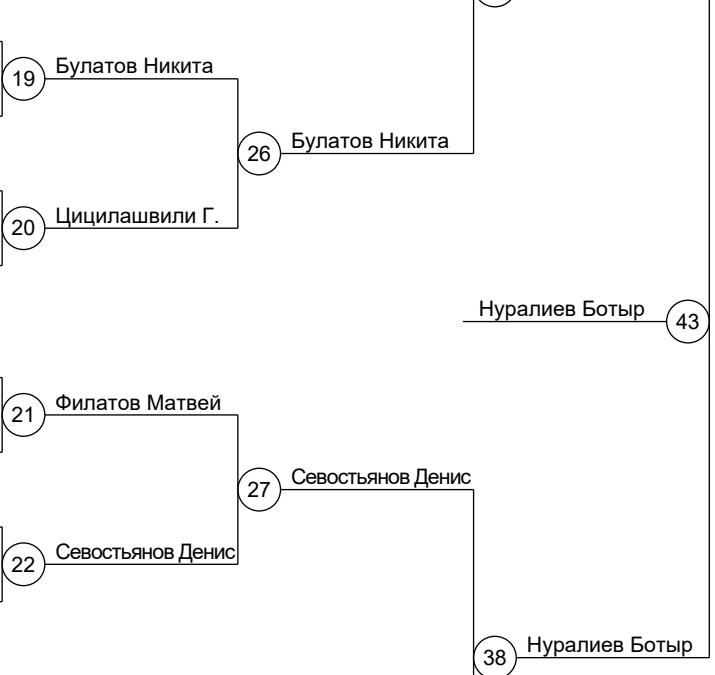 19 Булатов Никита
26 Булатов Никита
20 Цицилашвили Г.
Нуралиев Ботыр 43
21 Филатов Матвей
27 Севостьянов Денис
22 Севостьянов Денис
38 Нуралиев Ботыр